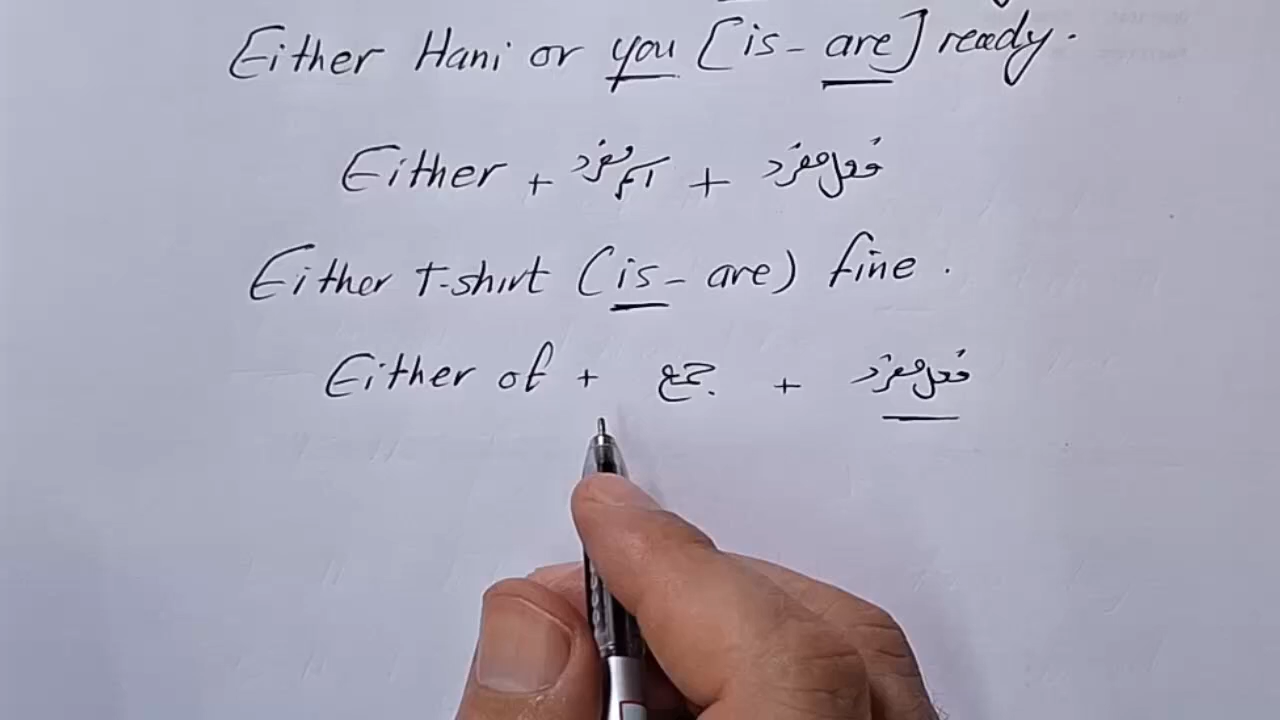 Either Hani or you [is - are] ready.
Either + اسم مفرد + فعل مفرد
Either T-shirt (is - are) fine.
Either of + جمع + فعل مفرد